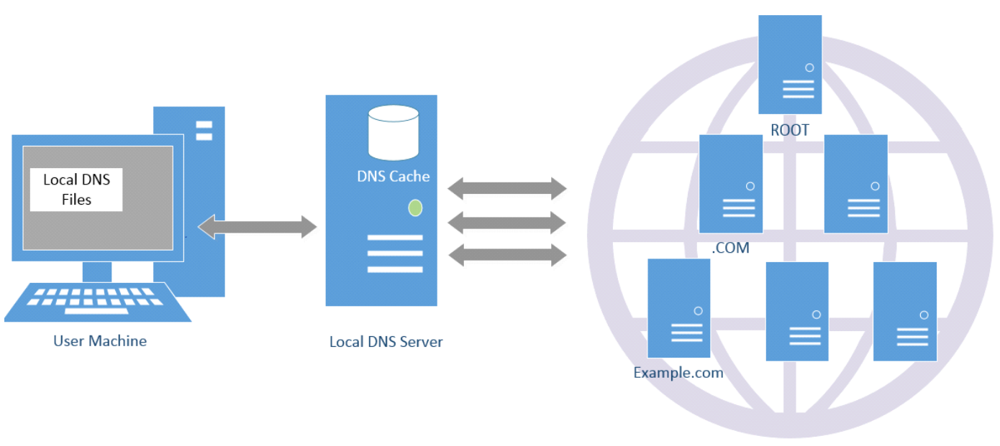 Local DNS
Files
User Machine
DNS Cache
Local DNS Server
ROOT
.COM
Example.com